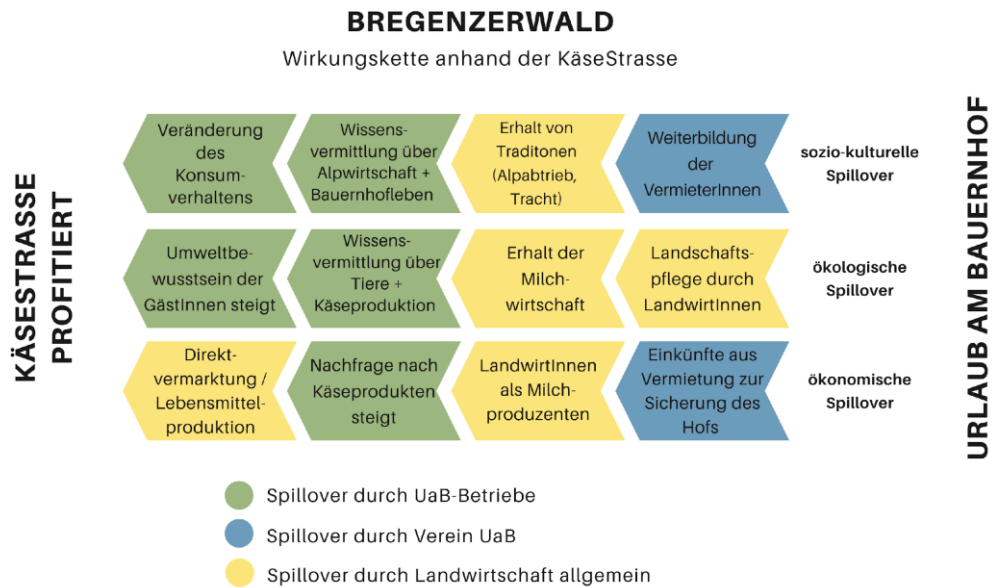 BREGENZERWALD
Wirkungskette anhand der KäseStrasse
KÄSESTRASSE
PROFITIERT
Veränderung
des
Konsum-
verhaltens
Wissens-
vermittlung über
Alpwirtschaft +
Bauernhofleben
Erhalt von
Traditonen
(Alpabtrieb,
Tracht)
Weiterbildung
der
VermieterInnen
sozio-kulturelle
Spillover
Umweltbe-
wusstsein der
GästInnen steigt
Wissens-
vermittlung über
Tiere +
Käseproduktion
Erhalt der
Milch-
wirtschaft
Landschafts-
pflege durch
LandwirtInnen
ökologische
Spillover
Direkt-
vermarktung /
Lebensmittel-
produktion
Nachfrage nach
Käseprodukten
steigt
LandwirtInnen
als Milch-
produzenten
Einkünfte aus
Vermietung zur
Sicherung des
Hofs
ökonomische
Spillover
URLAUB AM BAUERNHOF
Spillover durch UaB-Betriebe
Spillover durch Verein UaB
Spillover durch Landwirtschaft allgemein